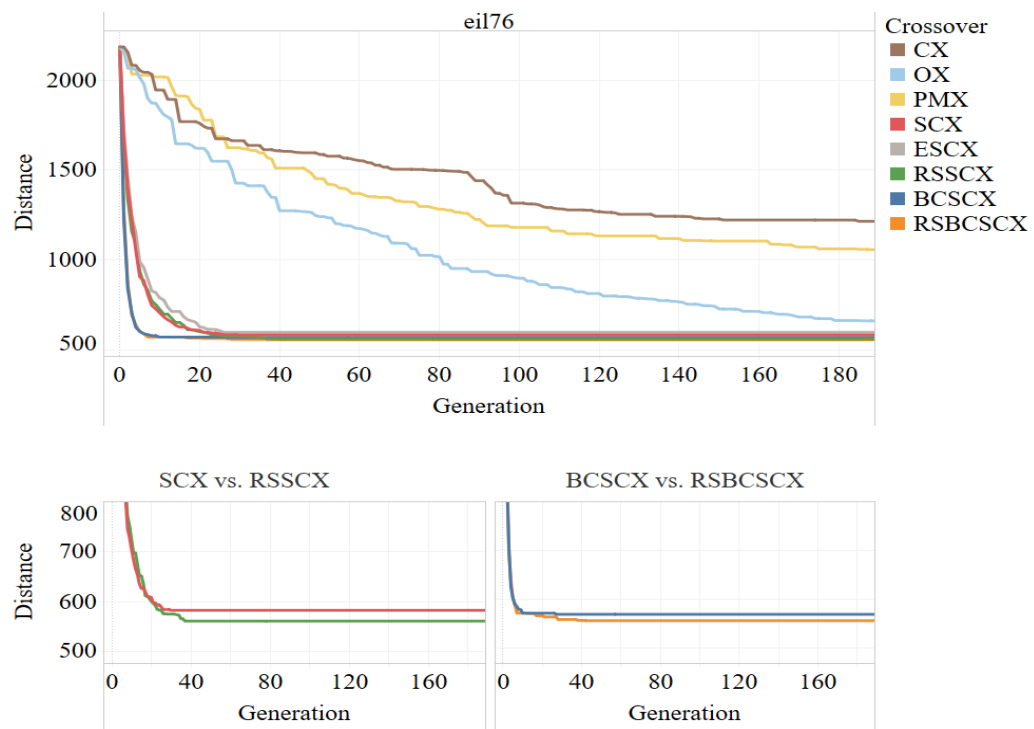 eil76
Crossover
CX
OX
PMX
SCX
ESCX
RSSCX
BCSCX
RSBCSCX
Distance
2000
1500
1000
500
0 20 40 60 80 100 120 140 160 180
Generation
SCX vs. RSSCX
BCSCX vs. RSBCSCX
Distance
800
700
600
500
0 40 80 120 160
0 40 80 120 160
Generation
Generation